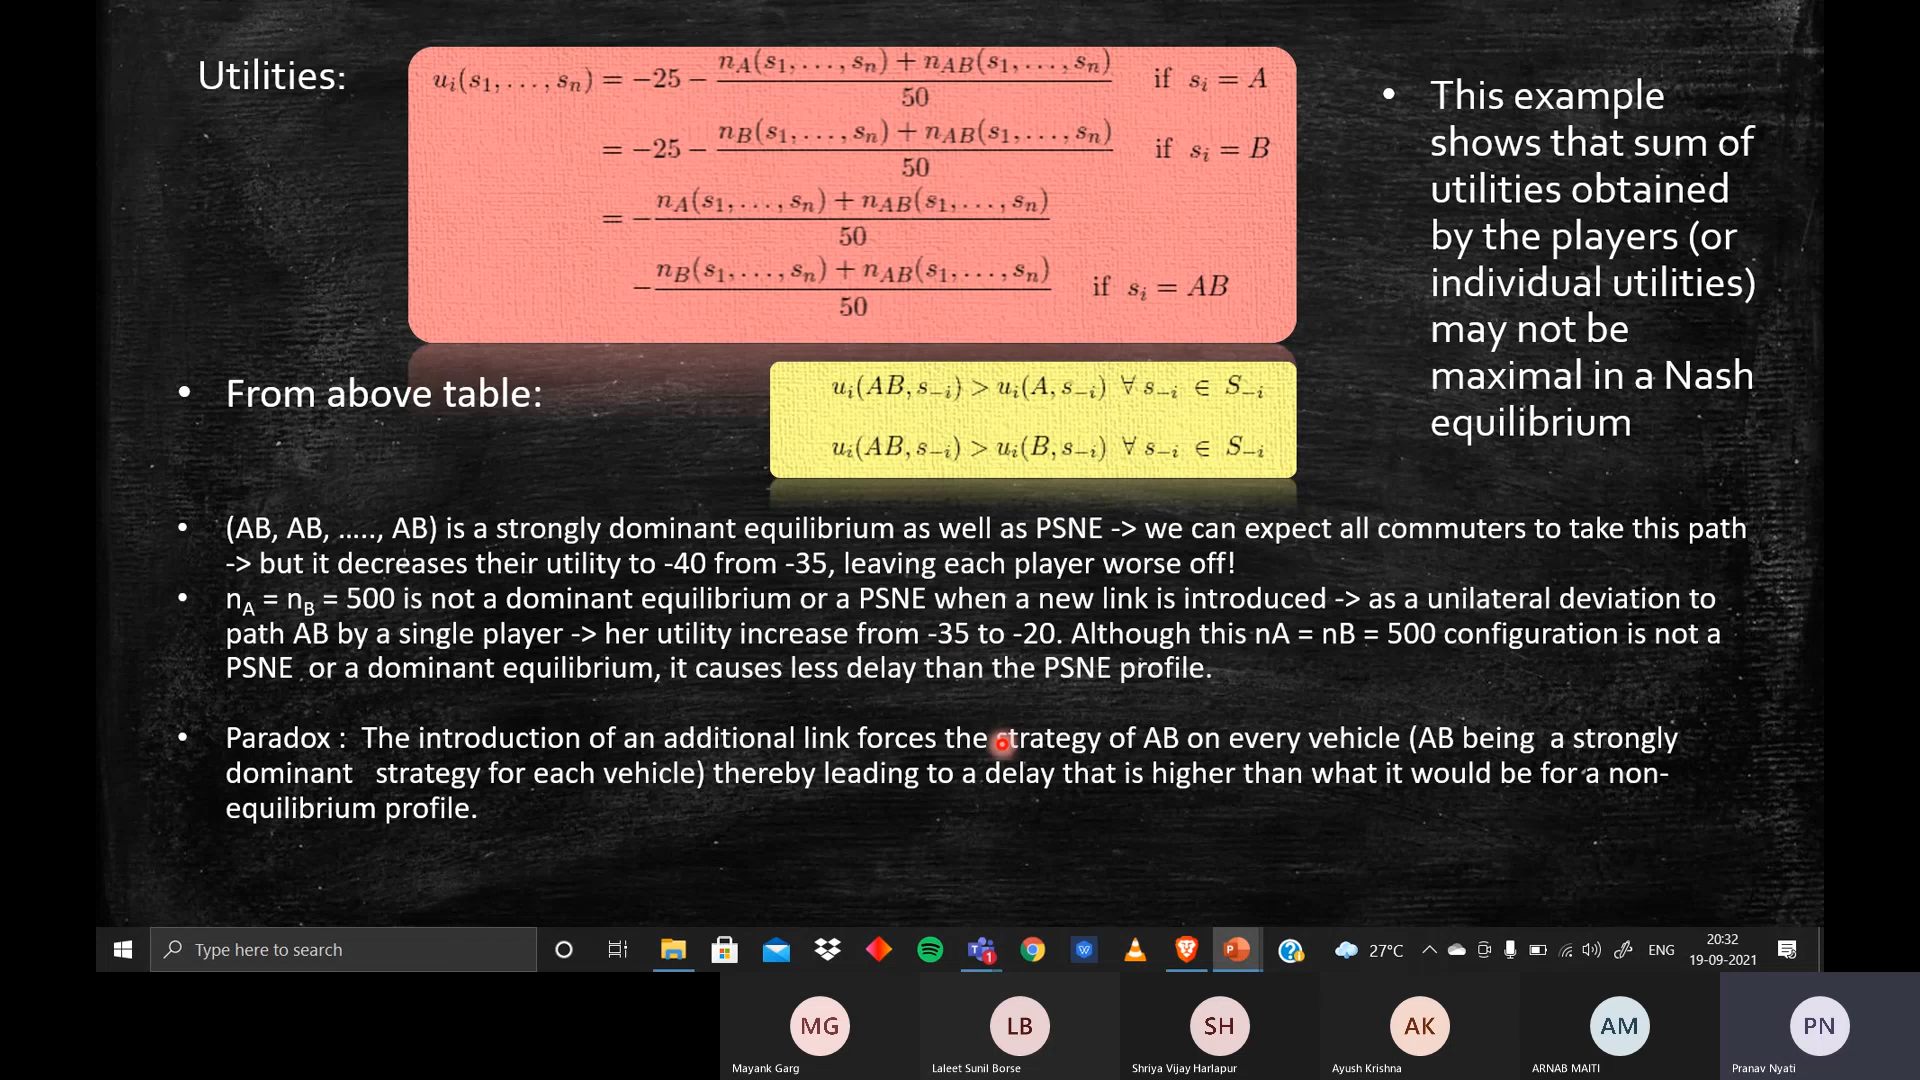 Utilities:
u_i(s_1, . . . , s_n) = −25 − (n_A(s_1, . . . , s_n) + n_AB(s_1, . . . , s_n)) / 50 if s_i = A
= −25 − (n_B(s_1, . . . , s_n) + n_AB(s_1, . . . , s_n)) / 50 if s_i = B
= − (n_A(s_1, . . . , s_n) + n_AB(s_1, . . . , s_n)) / 50
− (n_B(s_1, . . . , s_n) + n_AB(s_1, . . . , s_n)) / 50 if s_i = AB
• This example
shows that sum of
utilities obtained
by the players (or
individual utilities)
may not be
maximal in a Nash
equilibrium
• From above table:
u_i(AB, s_−i) > u_i(A, s_−i) ∀ s_−i ∈ S_−i
u_i(AB, s_−i) > u_i(B, s_−i) ∀ s_−i ∈ S_−i
• (AB, AB, ....., AB) is a strongly dominant equilibrium as well as PSNE -> we can expect all commuters to take this path
-> but it decreases their utility to -40 from -35, leaving each player worse off!
• n_A = n_B = 500 is not a dominant equilibrium or a PSNE when a new link is introduced -> as a unilateral deviation to
path AB by a single player -> her utility increase from -35 to -20. Although this nA = nB = 500 configuration is not a
PSNE or a dominant equilibrium, it causes less delay than the PSNE profile.
• Paradox : The introduction of an additional link forces the strategy of AB on every vehicle (AB being a strongly
dominant strategy for each vehicle) thereby leading to a delay that is higher than what it would be for a non-
equilibrium profile.
Type here to search
27°C
ENG
20:32
19-09-2021
MG
LB
SH
AK
AM
PN
Mayank Garg
Laleet Sunil Borse
Shriya Vijay Harlapur
Ayush Krishna
ARNAB MAITI
Pranav Nyati